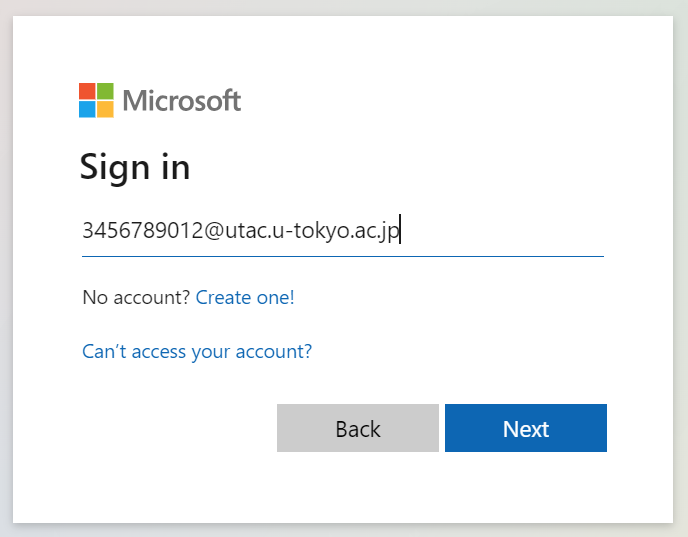 Microsoft
Sign in
3456789012@utac.u-tokyo.ac.jp
No account? Create one!
Can’t access your account?
Back
Next